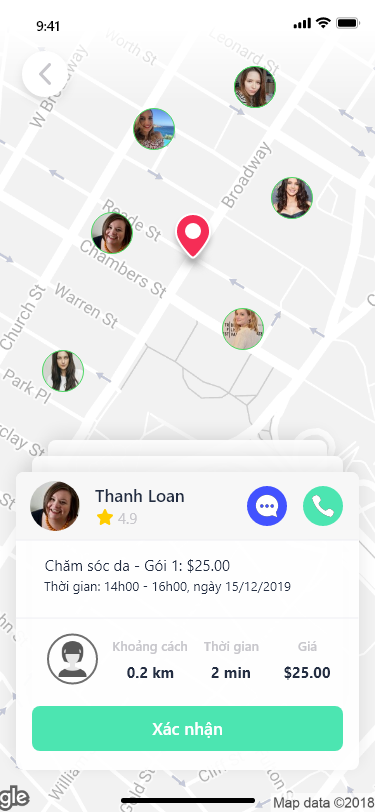 9:41
Worth St
Leonard St
W Broadway
Broadway
Reade St
Chambers St
Warren St
Church St
Park Pl
Thanh Loan
4.9
Chăm sóc da - Gói 1: $25.00
Thời gian: 14h00 - 16h00, ngày 15/12/2019
Khoảng cách
Thời gian
Giá
0.2 km
2 min
$25.00
Xác nhận
Gold St
Map data ©2018